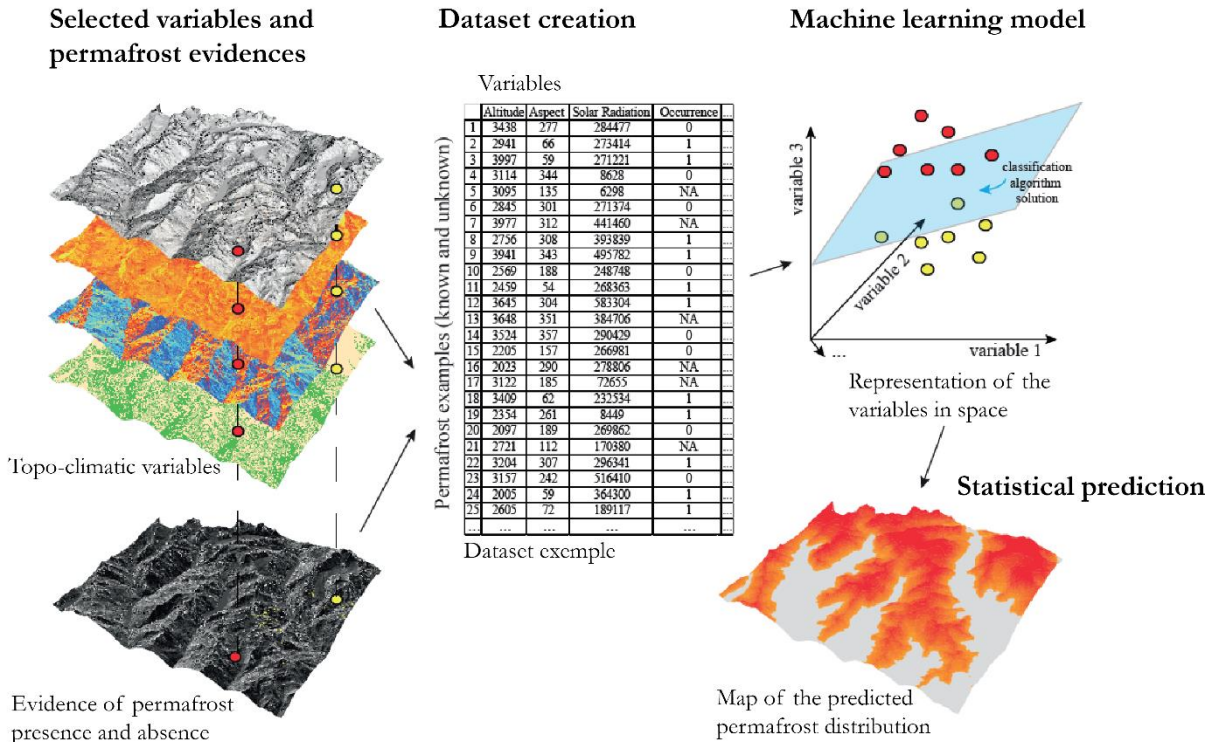 Selected variables and
permafrost evidences
Dataset creation
Machine learning model
Variables
Altitude Aspect Solar Radiation Occurrence ...
1 3438 277 284477 0 ...
2 2941 66 273414 1 ...
3 3997 59 271221 1 ...
4 3114 344 8628 0 ...
5 3095 135 6298 NA ...
6 2845 301 271374 0 ...
7 3977 312 441460 NA ...
8 2756 308 393839 1 ...
9 3941 343 495782 1 ...
10 2569 188 248748 0 ...
11 2459 54 268363 1 ...
12 3645 304 583304 1 ...
13 3648 351 384706 NA ...
14 3524 357 290429 0 ...
15 2205 157 266981 0 ...
16 2023 290 278806 NA ...
17 3122 185 72655 NA ...
18 3409 62 232534 1 ...
19 2354 261 8449 1 ...
20 2097 189 269862 0 ...
21 2721 112 170380 NA ...
22 3204 307 296341 1 ...
23 3157 242 516410 0 ...
24 2005 59 364300 1 ...
25 2605 72 189117 1 ...
... ... ... ... ... ...
Permafrost examples (known and unknown)
Dataset exemple
variable 3
classification
algorithm
solution
variable 2
...
variable 1
Representation of the
variables in space
Topo-climatic variables
Statistical prediction
Evidence of permafrost
presence and absence
Map of the predicted
permafrost distribution